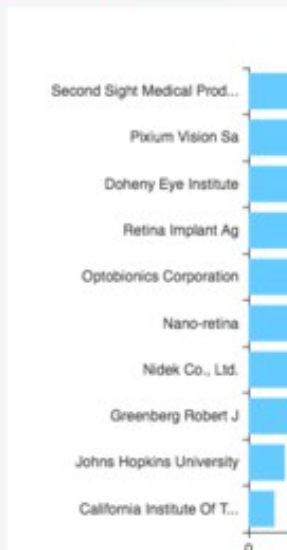 Second Sight Medical Prod...
Pixium Vision Sa
Doheny Eye Institute
Retina Implant Ag
Optobionics Corporation
Nano-retina
Nidek Co., Ltd.
Greenberg Robert J
Johns Hopkins University
California Institute Of T...
0